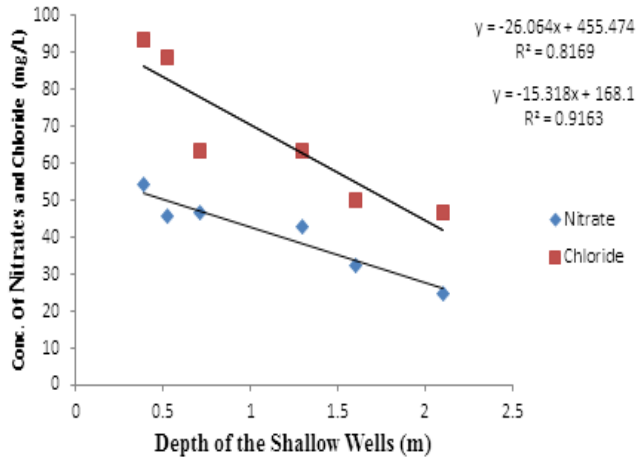 y = -26.064x + 455.474
R² = 0.8169
y = -15.318x + 168.1
R² = 0.9163
100
90
80
70
60
50
40
30
20
10
0
0
0.5
1
1.5
2
2.5
Conc. Of Nitrates and Chloride (mg/L)
Nitrate
Chloride
Depth of the Shallow Wells (m)